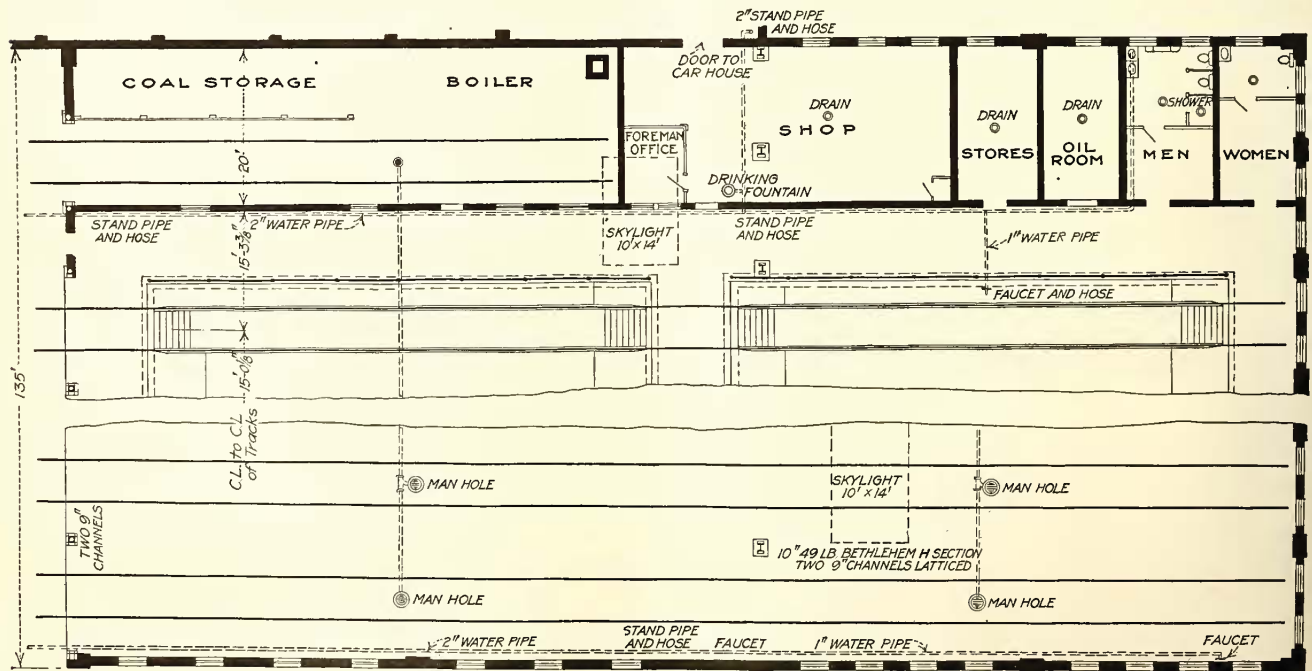 2" STAND PIPE
AND HOSE
DOOR TO
CAR HOUSE
COAL STORAGE
BOILER
DRAIN
SHOP
FOREMAN
OFFICE
DRINKING
FOUNTAIN
DRAIN
STORES
DRAIN
OIL
ROOM
SHOWER
MEN
WOMEN
20'
135'
STAND PIPE
AND HOSE
2" WATER PIPE
15'-3 3/8"
SKYLIGHT
10' x 14'
STAND PIPE
AND HOSE
1" WATER PIPE
FAUCET AND HOSE
15'-0 1/8"
C.L. to C.L.
of Tracks
MAN HOLE
SKYLIGHT
10' x 14'
MAN HOLE
TWO 9"
CHANNELS
10" 49 LB. BETHLEHEM H SECTION
TWO 9" CHANNELS LATTICED
MAN HOLE
MAN HOLE
2" WATER PIPE
STAND PIPE
AND HOSE
FAUCET
1" WATER PIPE
FAUCET